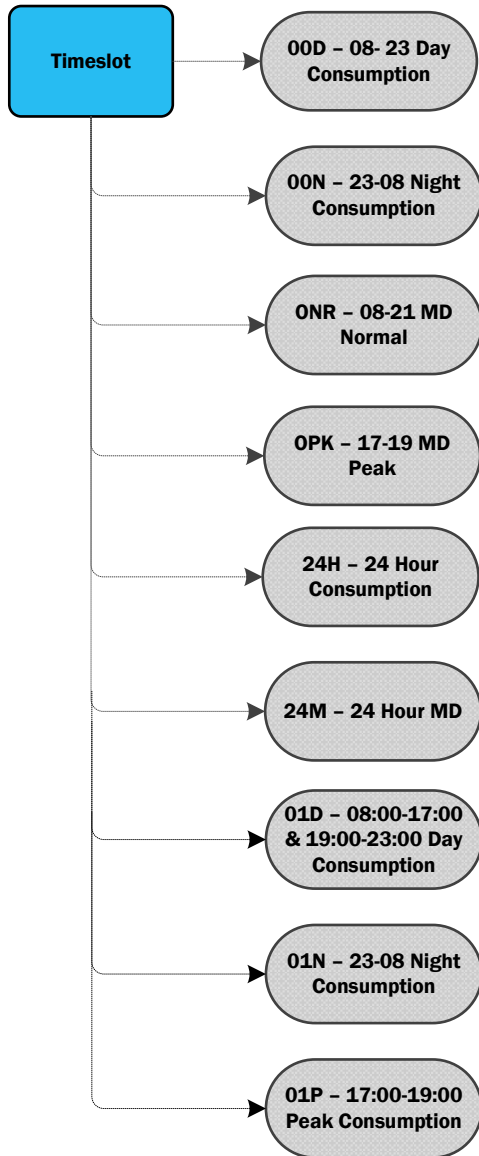 Timeslot
00D – 08- 23 Day
Consumption
00N – 23-08 Night
Consumption
ONR – 08-21 MD
Normal
OPK – 17-19 MD
Peak
24H – 24 Hour
Consumption
24M – 24 Hour MD
01D – 08:00-17:00
& 19:00-23:00 Day
Consumption
01N – 23-08 Night
Consumption
01P – 17:00-19:00
Peak Consumption